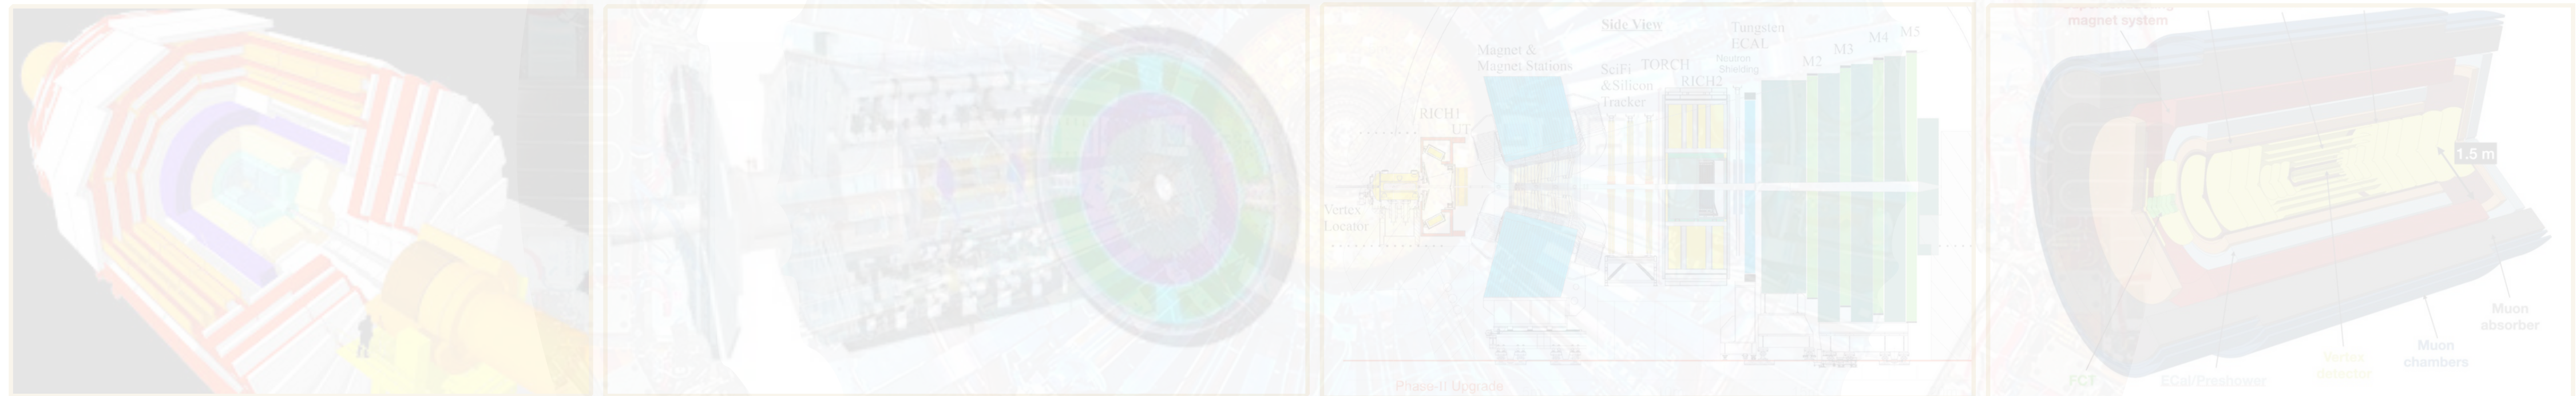 Side View
Tungsten
ECAL
Neutron
Shielding
M2
M3
M4
M5
Magnet &
Magnet Stations
SciFi
&Silicon
Tracker
TORCH
RICH2
RICH1
UT
Vertex
Locator
Phase-II Upgrade
magnet system
1.5 m
Muon
absorber
Muon
chambers
Vertex
detector
ECal/Preshower
FCT